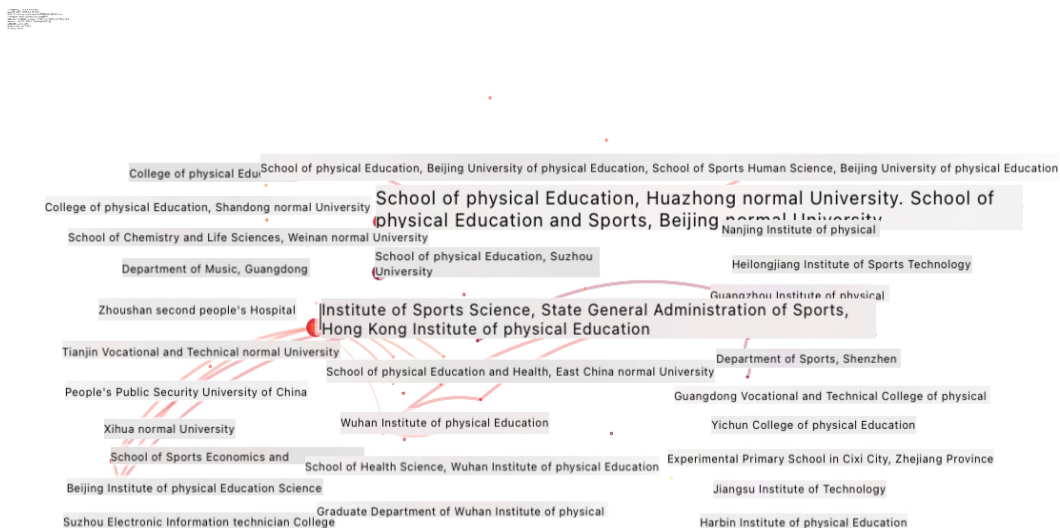 School of physical Education, Beijing University of physical Education, School of Sports Human Science, Beijing University of physical Education
College of physical
School of physical Education, Huazhong normal University. School of
physical Education and Sports, Beijing normal University
College of physical Education, Shandong normal University
Nanjing Institute of physical
School of Chemistry and Life Sciences, Weinan normal University
School of physical Education, Suzhou
University
Department of Music, Guangdong
Heilongjiang Institute of Sports Technology
Guangzhou Institute of physical
Zhoushan second people's Hospital
Institute of Sports Science, State General Administration of Sports,
Hong Kong Institute of physical Education
Tianjin Vocational and Technical normal University
Department of Sports, Shenzhen
School of physical Education and Health, East China normal University
People's Public Security University of China
Guangdong Vocational and Technical College of physical
Wuhan Institute of physical Education
Yichun College of physical Education
Xihua normal University
School of Sports Economics and
School of Health Science, Wuhan Institute of physical Education
Experimental Primary School in Cixi City, Zhejiang Province
Beijing Institute of physical Education Science
Jiangsu Institute of Technology
Graduate Department of Wuhan Institute of physical
Suzhou Electronic Information technician College
Harbin Institute of physical Education